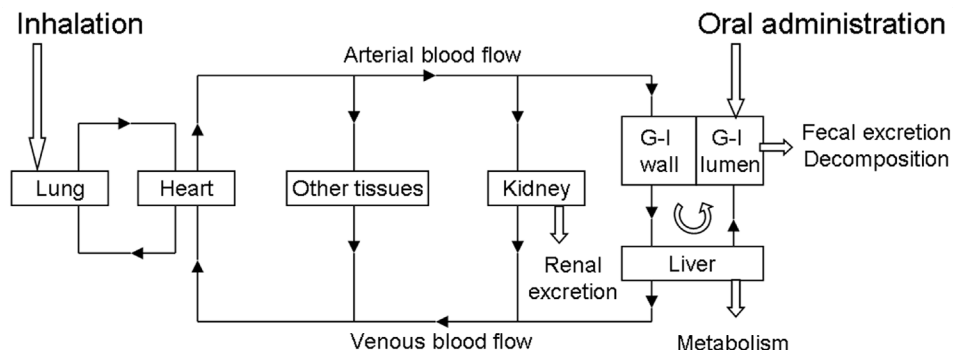 Inhalation
Oral administration
Arterial blood flow
G-I
wall
G-I
lumen
Fecal excretion
Decomposition
Lung
Heart
Other tissues
Kidney
Renal
excretion
Liver
Venous blood flow
Metabolism